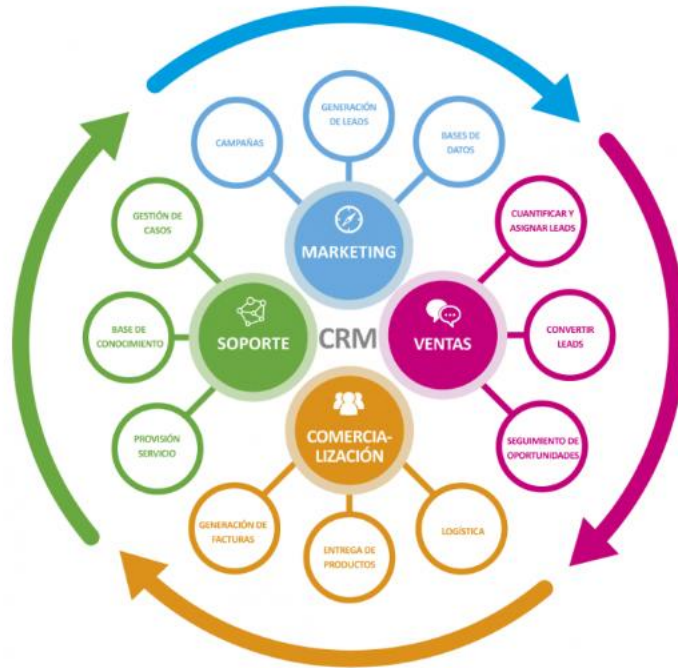 GENERACIÓN
DE LEADS
CAMPAÑAS
BASES DE
DATOS
MARKETING
GESTIÓN DE
CASOS
CUANTIFICAR Y
ASIGNAR LEADS
BASE DE
CONOCIMIENTO
SOPORTE
CRM
VENTAS
CONVERTIR
LEADS
PROVISIÓN
SERVICIO
COMERCIA-
LIZACIÓN
SEGUIMIENTO DE
OPORTUNIDADES
GENERACIÓN DE
FACTURAS
ENTREGA DE
PRODUCTOS
LOGÍSTICA